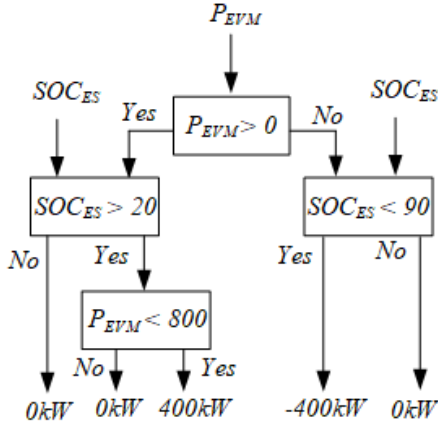 P_EVM
SOC_ES
SOC_ES
Yes
P_EVM > 0
No
SOC_ES > 20
SOC_ES < 90
No
Yes
Yes
No
P_EVM < 800
No
Yes
0kW
0kW
400kW
-400kW
0kW